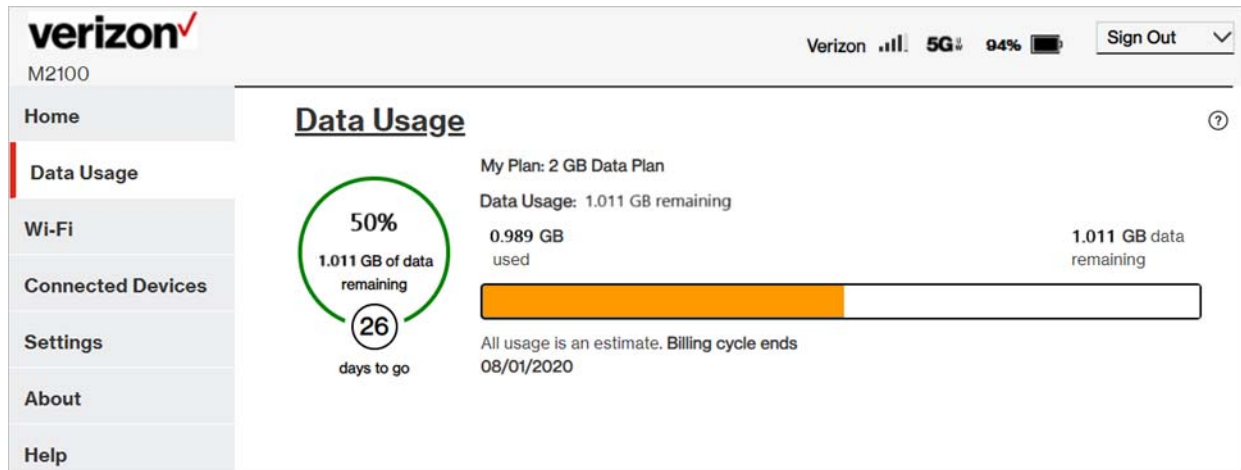 verizon
M2100
Verizon 5G 94% Sign Out
Home
Data Usage
Wi-Fi
Connected Devices
Settings
About
Help
Data Usage
?
50%
1.011 GB of data
remaining
26
days to go
My Plan: 2 GB Data Plan
Data Usage: 1.011 GB remaining
0.989 GB
used
1.011 GB data
remaining
All usage is an estimate. Billing cycle ends
08/01/2020